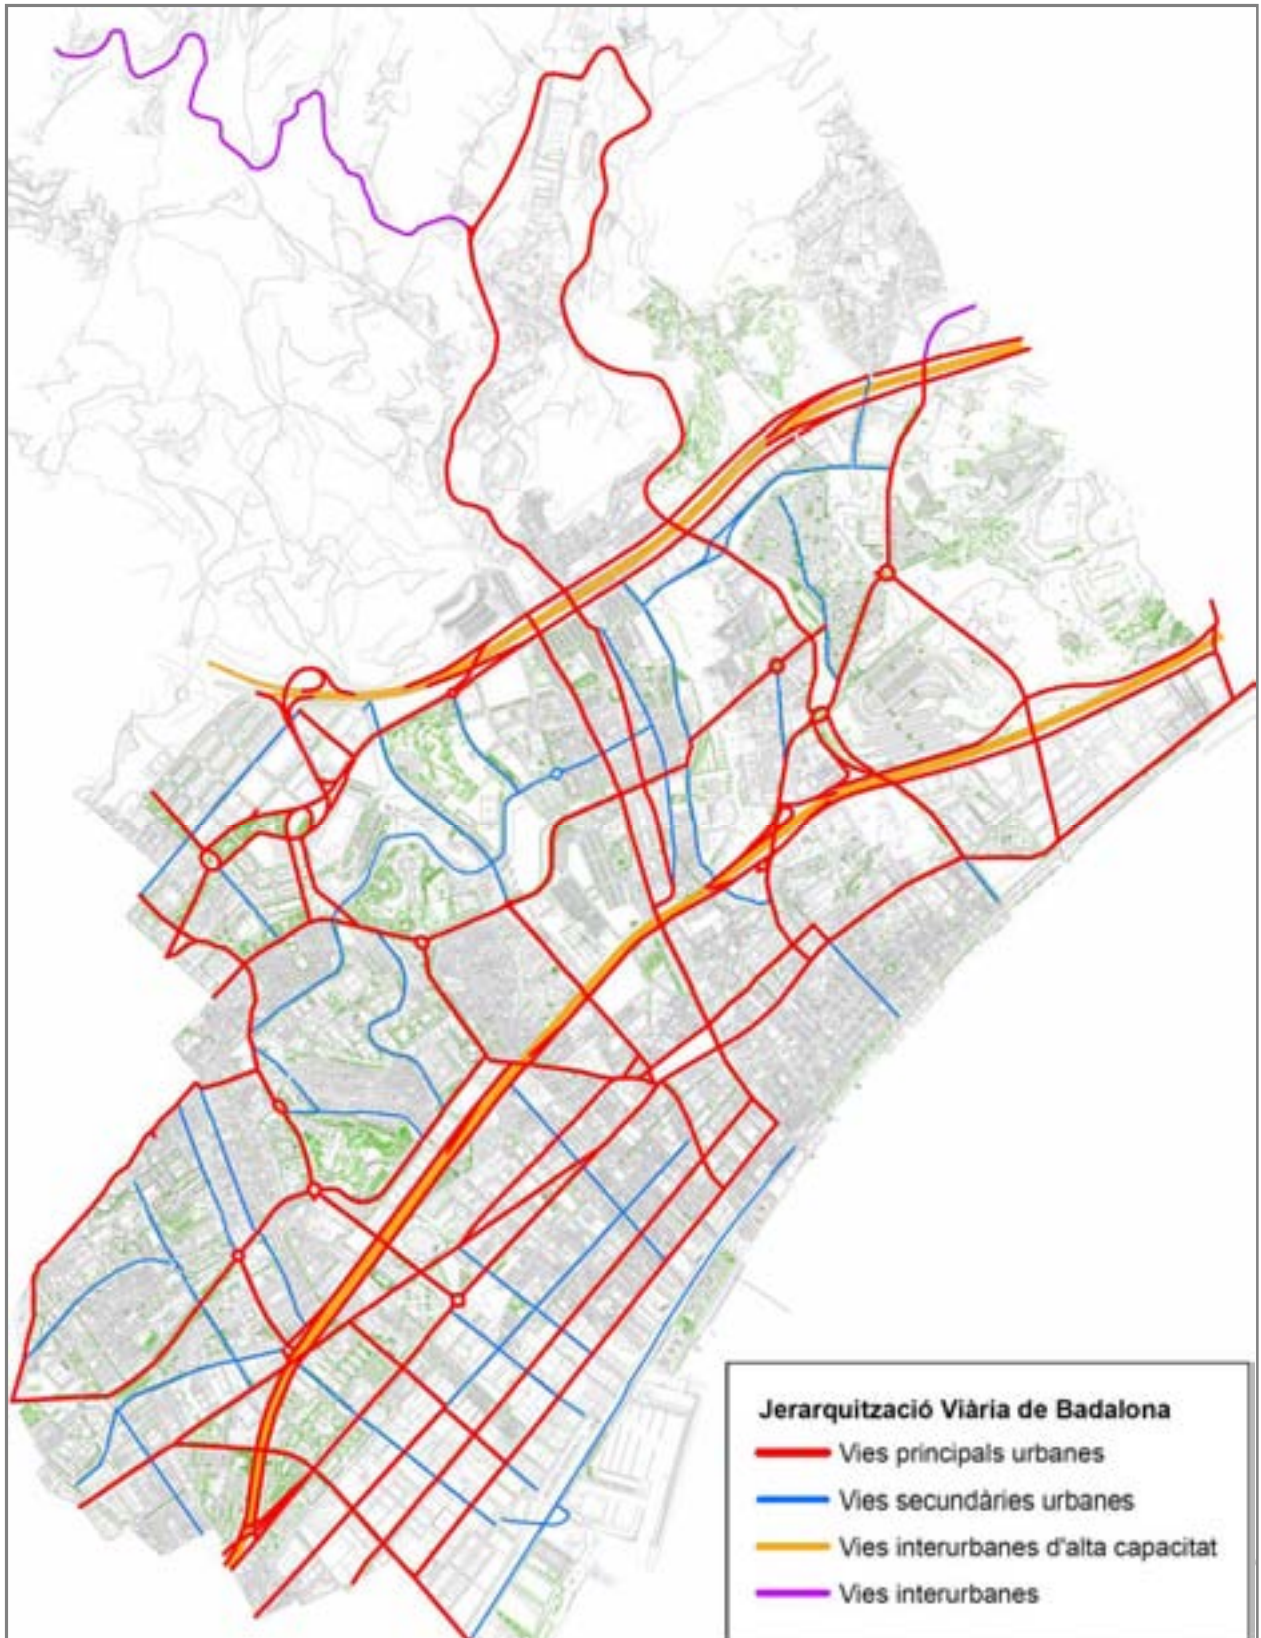 Jerarquització Viària de Badalona
Vies principals urbanes
Vies secundàries urbanes
Vies interurbanes d'alta capacitat
Vies interurbanes